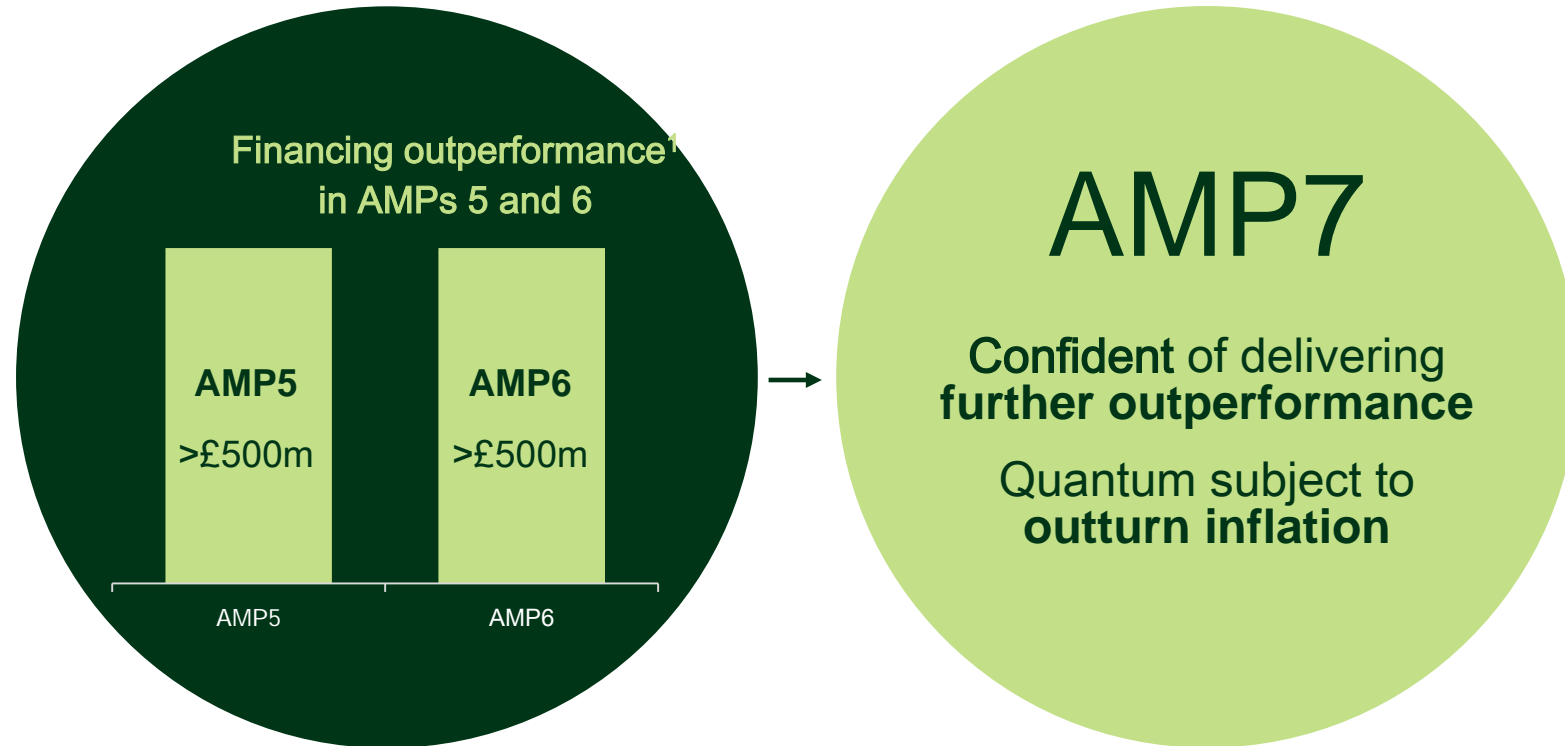 Financing outperformance¹
in AMPs 5 and 6
AMP5
>£500m
AMP6
>£500m
AMP5
AMP6
AMP7
Confident of delivering
further outperformance
Quantum subject to
outturn inflation